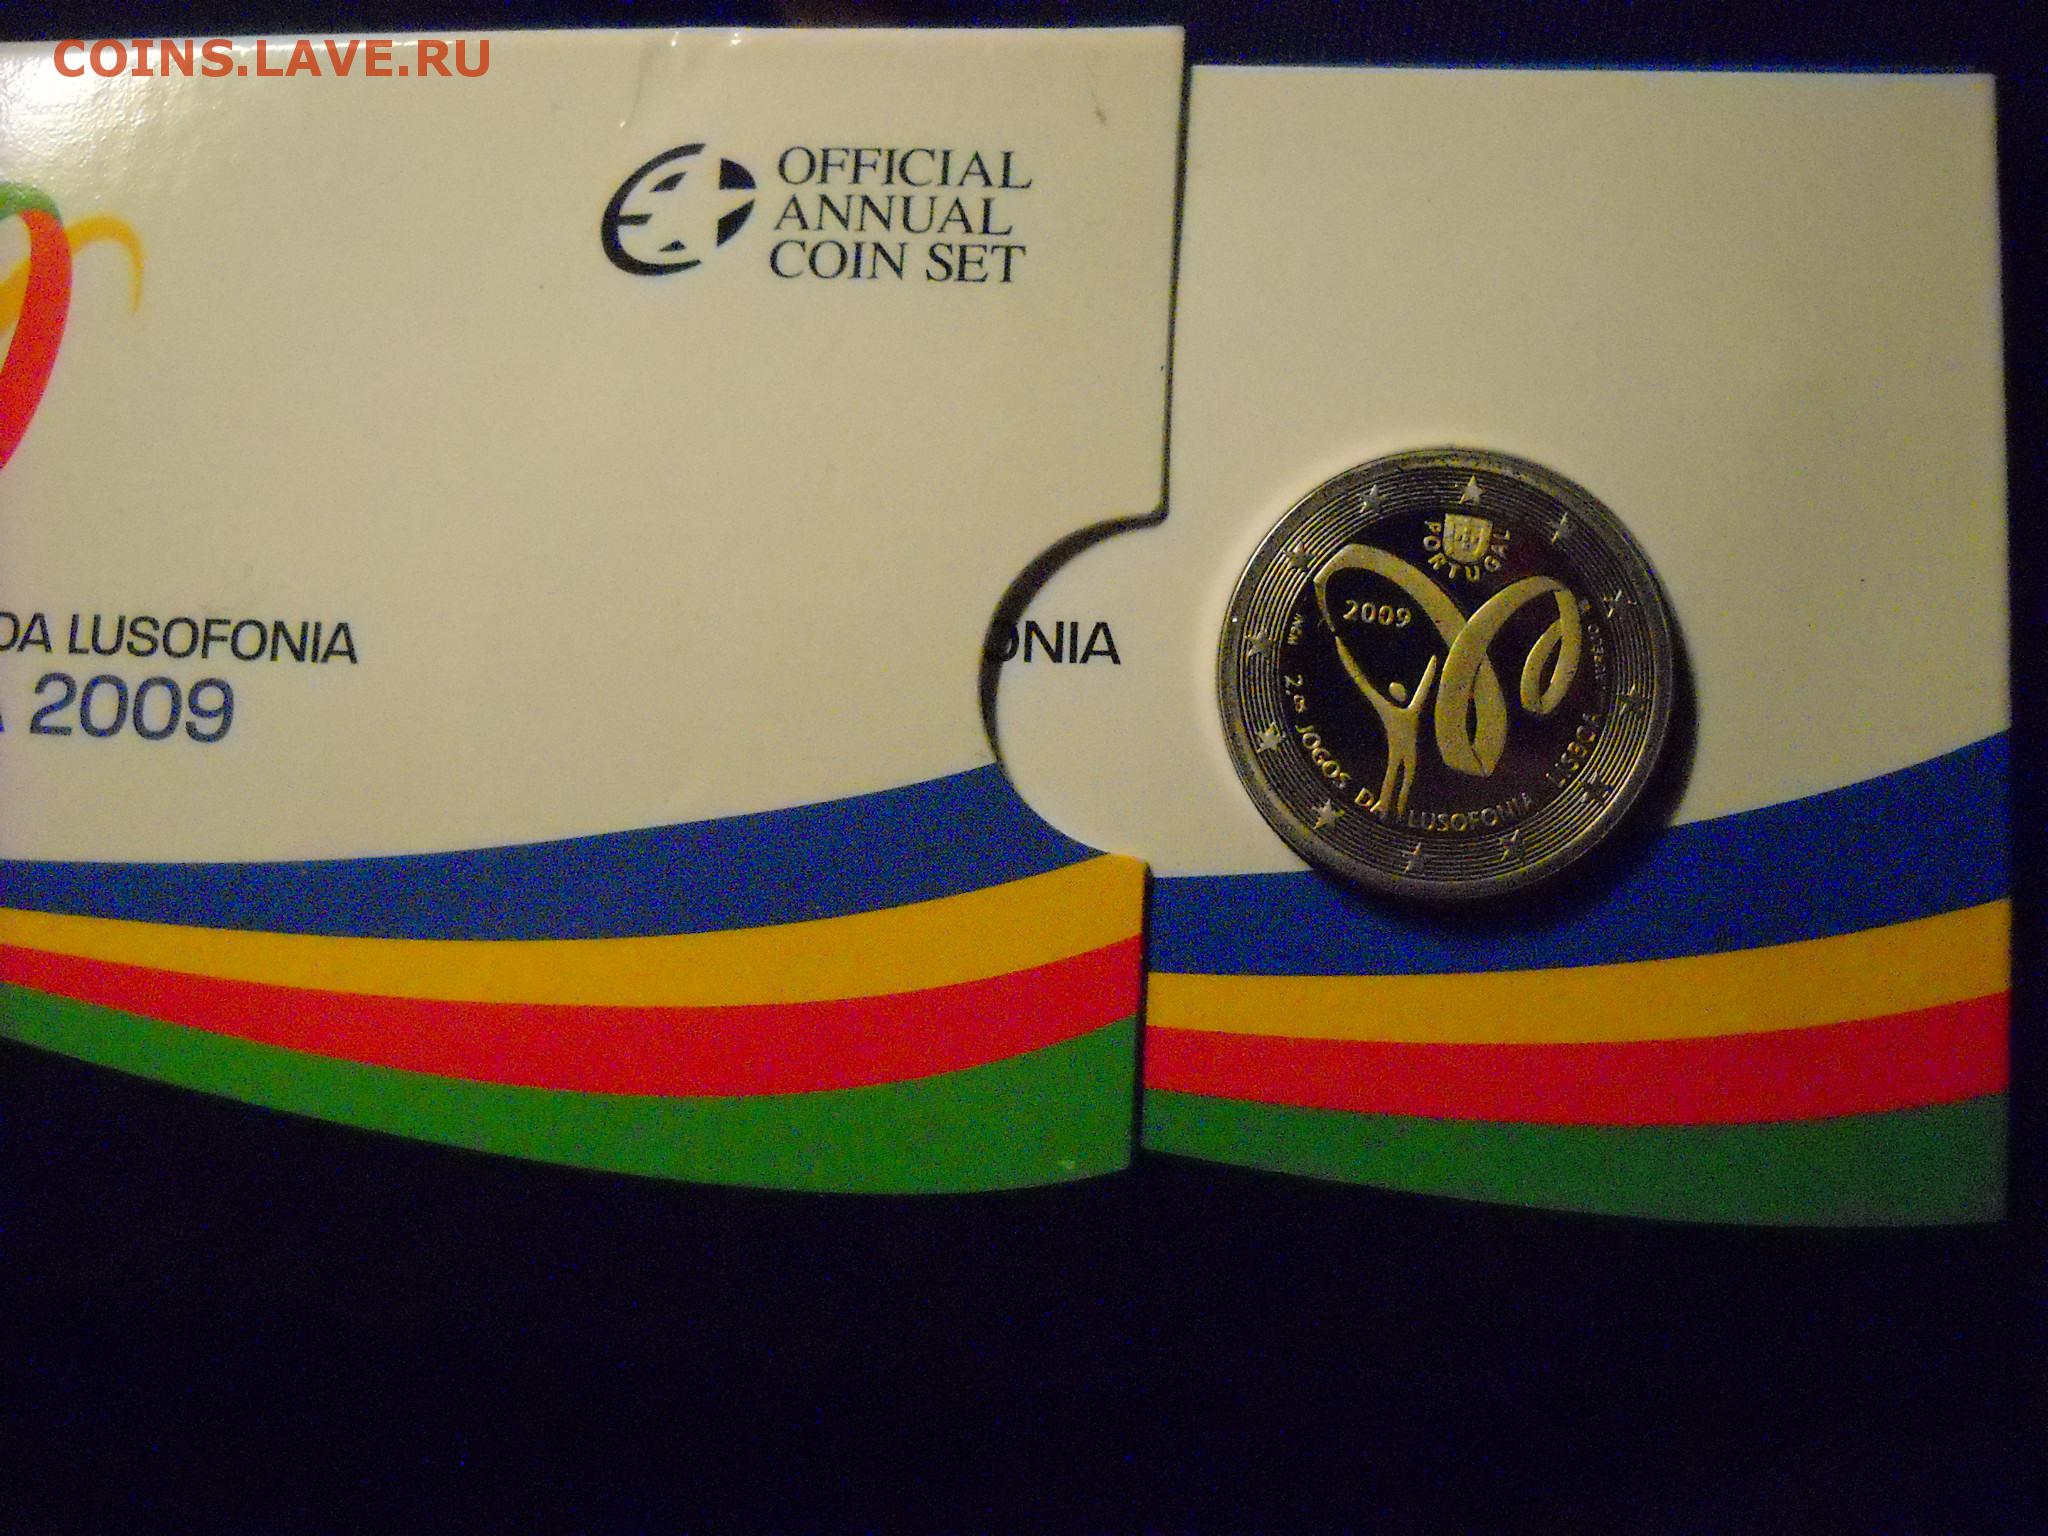 COINS.LAVE.RU
OFFICIAL
ANNUAL
COIN SET
DA LUSOFONIA
2009
ONIA
PORTUGAL
2009
INCM
2.os JOGOS DA LUSOFONIA LISBOA